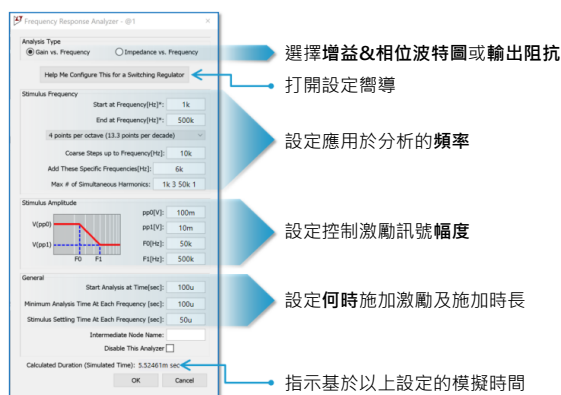 Frequency Response Analyzer - @1
Analysis Type
Gain vs. Frequency Impedance vs. Frequency
選擇增益&相位波特圖或輸出阻抗
Help Me Configure This for a Switching Regulator
打開設定嚮導
Stimulus Frequency
Start at Frequency[Hz]*: 1k
End at Frequency[Hz]*: 500k
4 points per octave (13.3 points per decade)
設定應用於分析的頻率
Coarse Steps up to Frequency[Hz]: 10k
Add These Specific Frequencies[Hz]: 6k
Max # of Simultaneous Harmonics: 1k 3 50k 1
Stimulus Amplitude
V(pp0)
V(pp1)
F0 F1
pp0[V]: 100m
pp1[V]: 10m
F0[Hz]: 50k
F1[Hz]: 500k
設定控制激勵訊號幅度
General
Start Analysis at Time[sec]: 100u
Minimum Analysis Time At Each Frequency [sec]: 100u
設定何時施加激勵及施加時長
Stimulus Settling Time At Each Frequency [sec]: 50u
Intermediate Node Name:
Disable This Analyzer
Calculated Duration (Simulated Time): 5.52461m sec
OK Cancel
指示基於以上設定的模擬時間